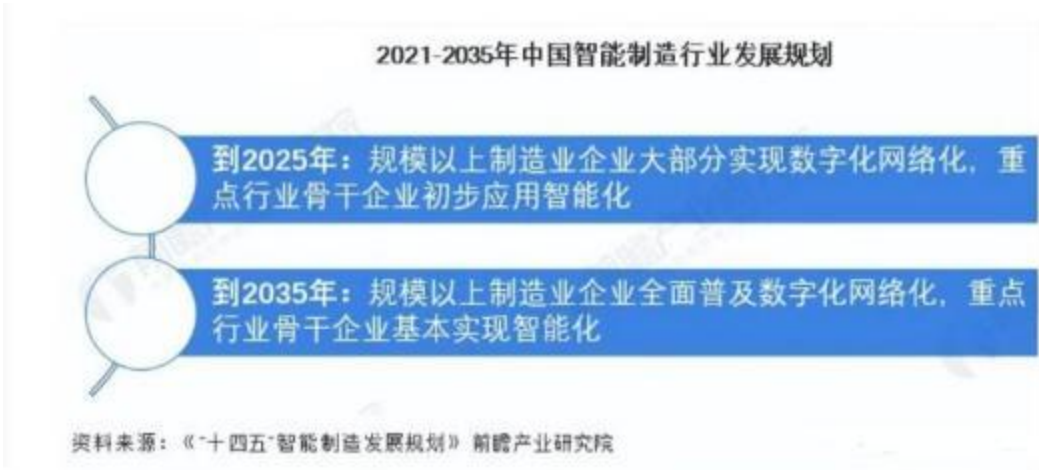 2021-2035年中国智能制造行业发展规划
到2025年：规模以上制造业企业大部分实现数字化网络化，重
点行业骨干企业初步应用智能化
到2035年：规模以上制造业企业全面普及数字化网络化，重点
行业骨干企业基本实现智能化
资料来源：《“十四五”智能制造发展规划》前瞻产业研究院